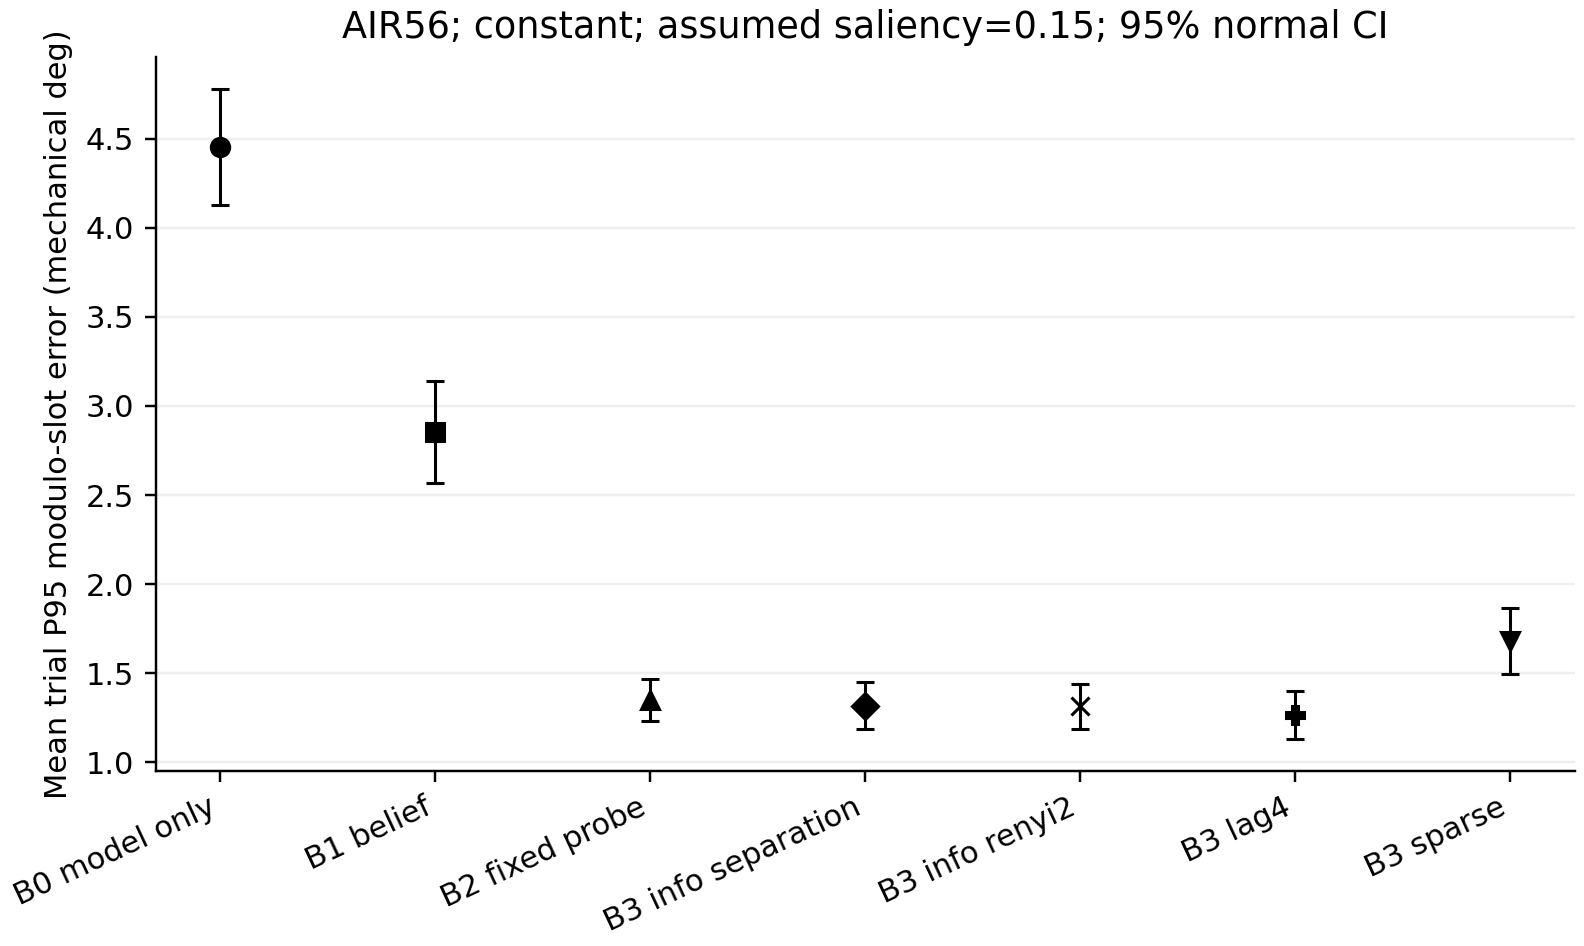 AIR56; constant; assumed saliency=0.15; 95% normal CI
Mean trial P95 modulo-slot error (mechanical deg)
4.5
4.0
3.5
3.0
2.5
2.0
1.5
1.0
B0 model only
B1 belief
B2 fixed probe
B3 info separation
B3 info renyi2
B3 lag4
B3 sparse